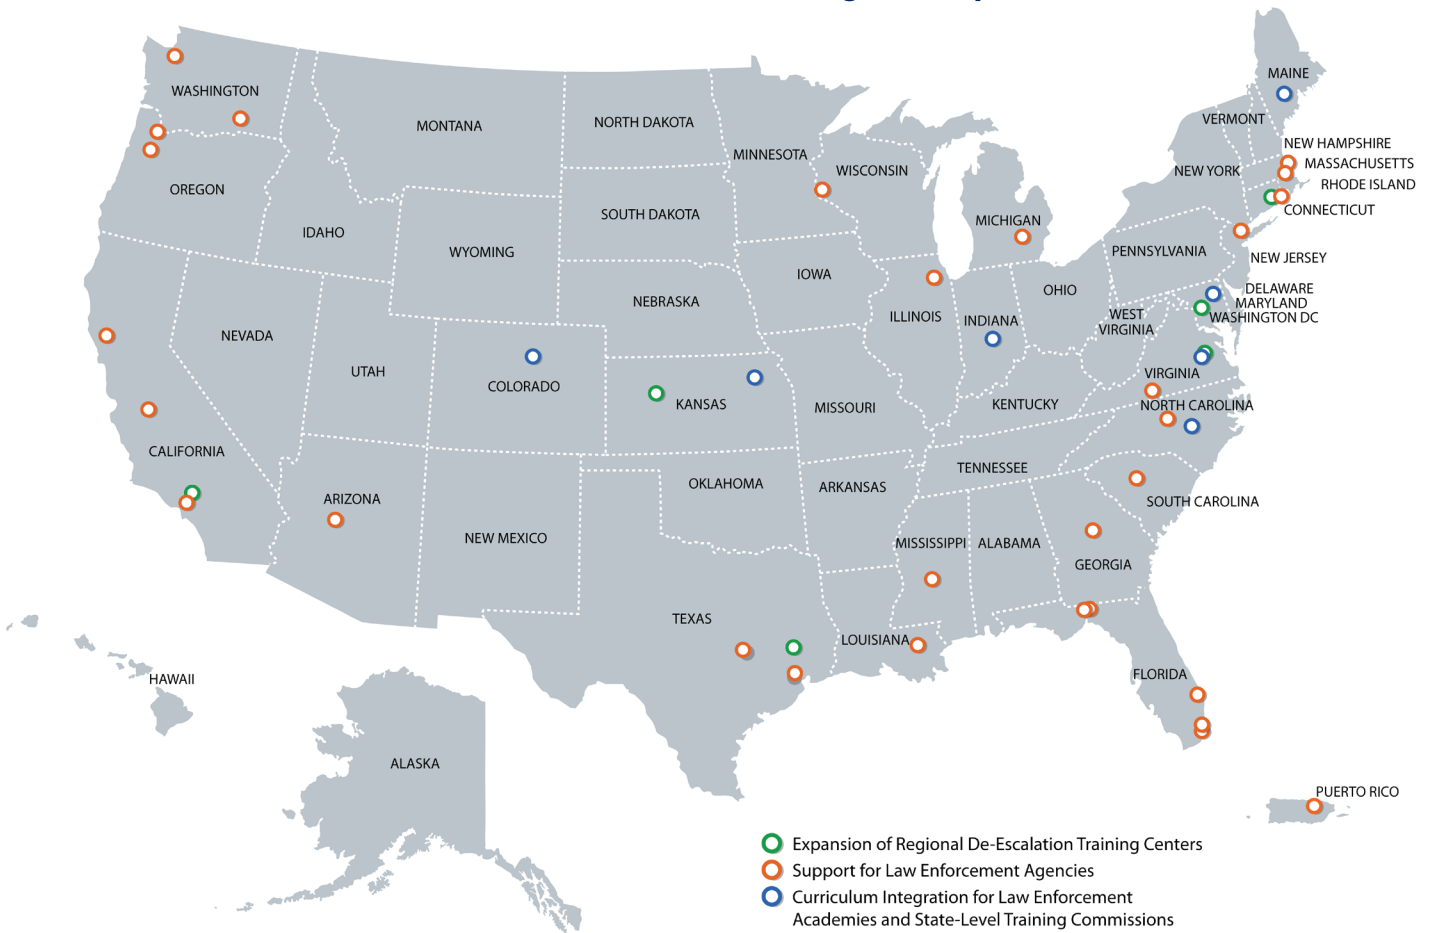 MAINE
WASHINGTON
VERMONT
MONTANA
NORTH DAKOTA
NEW HAMPSHIRE
MINNESOTA
MASSACHUSETTS
WISCONSIN
NEW YORK
RHODE ISLAND
OREGON
CONNECTICUT
SOUTH DAKOTA
MICHIGAN
IDAHO
WYOMING
PENNSYLVANIA
NEW JERSEY
IOWA
OHIO
DELAWARE
NEBRASKA
MARYLAND
ILLINOIS
INDIANA
WEST
VIRGINIA
WASHINGTON DC
NEVADA
UTAH
COLORADO
VIRGINIA
KANSAS
MISSOURI
KENTUCKY
NORTH CAROLINA
CALIFORNIA
TENNESSEE
OKLAHOMA
ARKANSAS
ARIZONA
SOUTH CAROLINA
NEW MEXICO
MISSISSIPPI
ALABAMA
GEORGIA
TEXAS
LOUISIANA
FLORIDA
HAWAII
ALASKA
PUERTO RICO
Expansion of Regional De-Escalation Training Centers
Support for Law Enforcement Agencies
Curriculum Integration for Law Enforcement
Academies and State-Level Training Commissions